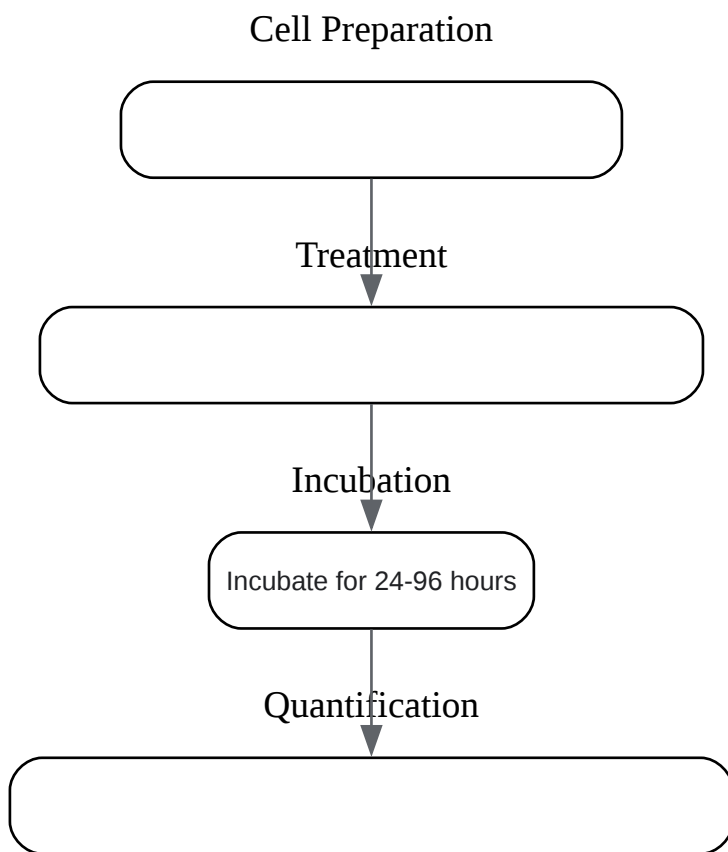 Cell Preparation
Treatment
Incubation
Incubate for 24-96 hours
Quantification